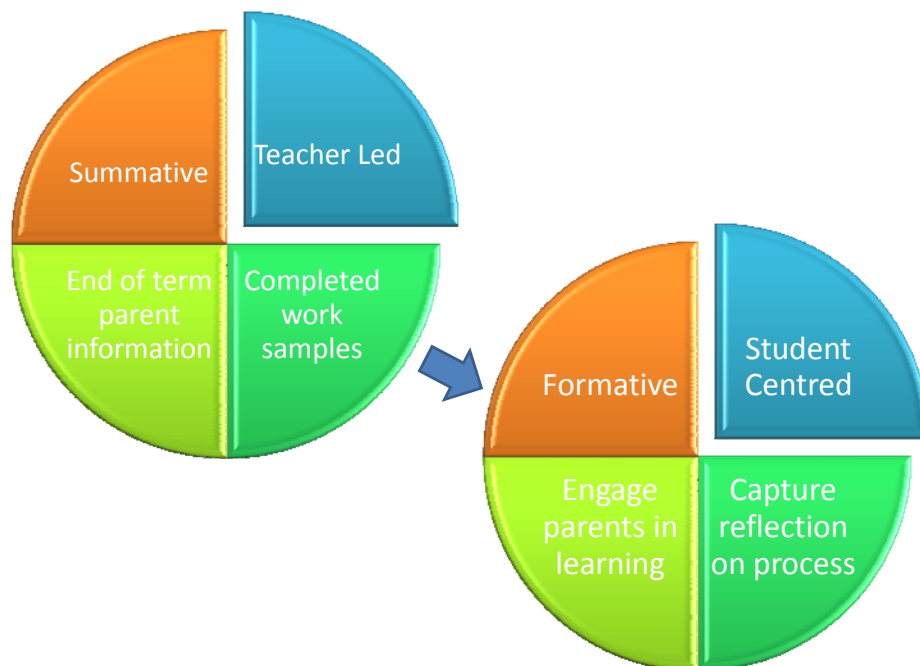 Summative
Teacher Led
End of term
parent
information
Completed
work
samples
Formative
Student
Centred
Engage
parents in
learning
Capture
reflection
on process